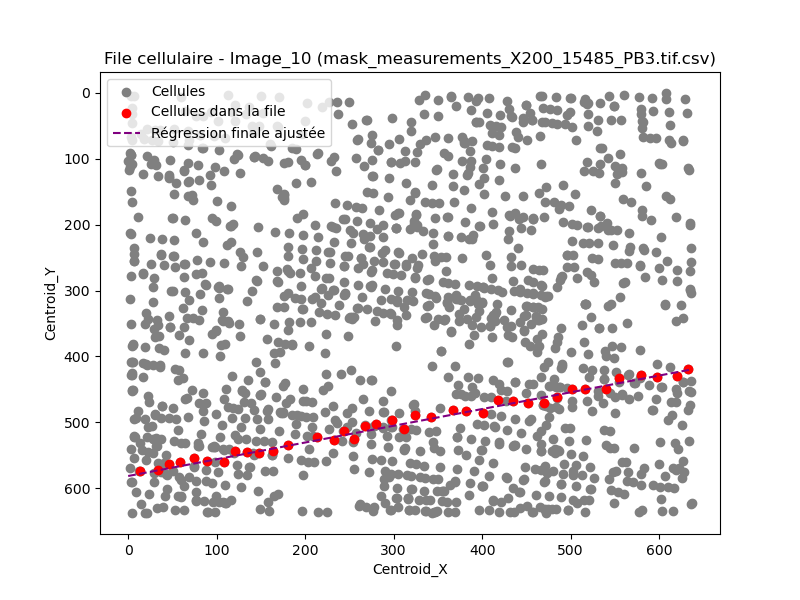 File cellulaire - Image_10 (mask_measurements_X200_15485_PB3.tif.csv)
Cellules
Cellules dans la file
Régression finale ajustée
0
100
200
300
400
500
600
Centroid_Y
0 100 200 300 400 500 600
Centroid_X